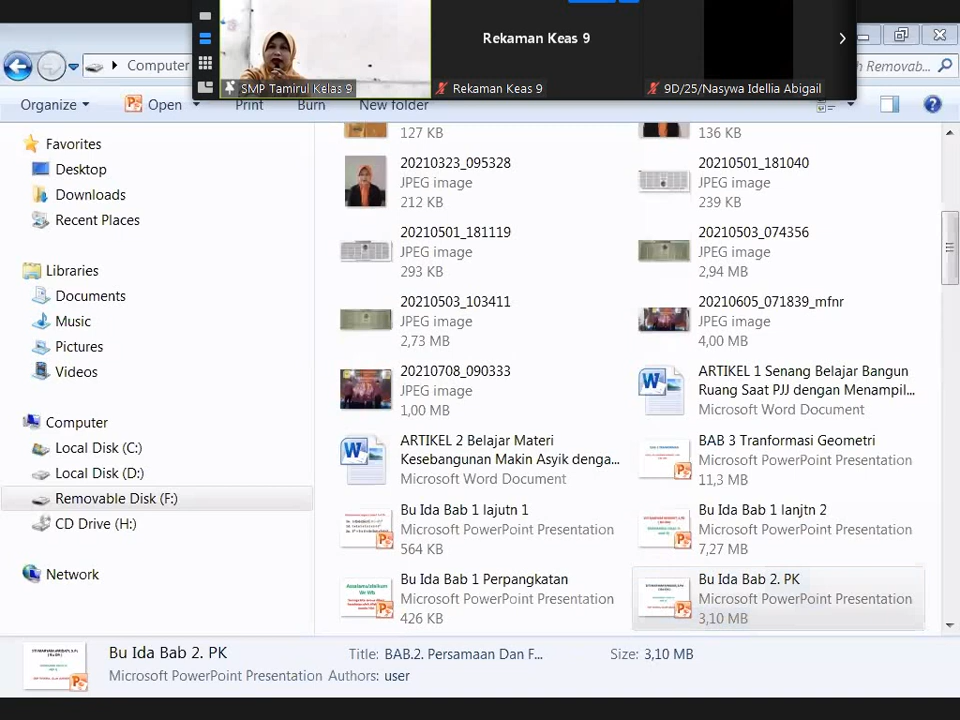 Rekaman Keas 9
SMP Tamirul Kelas 9
Rekaman Keas 9
9D/25/Nasywa Idellia Abigail
Computer
Removab...
Organize
Open
Print
Burn
New folder
Favorites
Desktop
Downloads
Recent Places
Libraries
Documents
Music
Pictures
Videos
Computer
Local Disk (C:)
Local Disk (D:)
Removable Disk (F:)
CD Drive (H:)
Network
127 KB
136 KB
20210323_095328
JPEG image
212 KB
20210501_181040
JPEG image
239 KB
20210501_181119
JPEG image
293 KB
20210503_074356
JPEG image
2,94 MB
20210503_103411
JPEG image
2,73 MB
20210605_071839_mfnr
JPEG image
4,00 MB
20210708_090333
JPEG image
1,00 MB
ARTIKEL 1 Senang Belajar Bangun
Ruang Saat PJJ dengan Menampil...
Microsoft Word Document
ARTIKEL 2 Belajar Materi
Kesebangunan Makin Asyik denga...
Microsoft Word Document
BAB 3 Tranformasi Geometri
Microsoft PowerPoint Presentation
11,3 MB
Bu Ida Bab 1 lajutn 1
Microsoft PowerPoint Presentation
564 KB
Bu Ida Bab 1 lanjtn 2
Microsoft PowerPoint Presentation
7,27 MB
Bu Ida Bab 1 Perpangkatan
Microsoft PowerPoint Presentation
426 KB
Bu Ida Bab 2. PK
Microsoft PowerPoint Presentation
3,10 MB
Bu Ida Bab 2. PK
Title: BAB.2. Persamaan Dan F...
Size: 3,10 MB
Microsoft PowerPoint Presentation
Authors: user